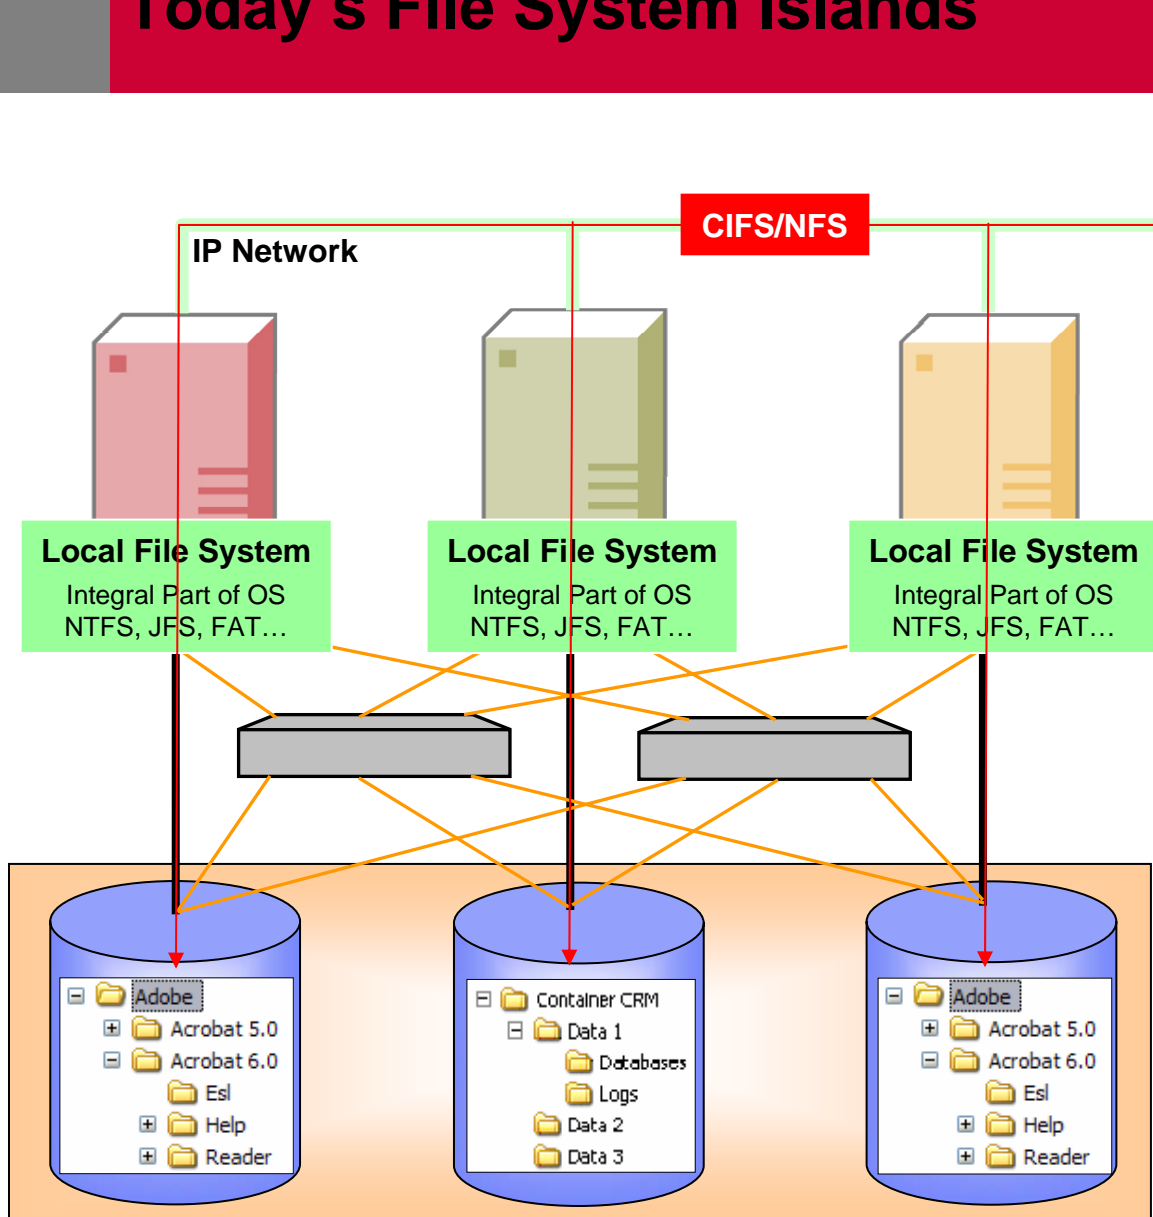 Today's File System Islands
CIFS/NFS
IP Network
Local File System
Integral Part of OS
NTFS, JFS, FAT…
Local File System
Integral Part of OS
NTFS, JFS, FAT…
Local File System
Integral Part of OS
NTFS, JFS, FAT…
Adobe
Acrobat 5.0
Acrobat 6.0
Esl
Help
Reader
Container CRM
Data 1
Databases
Logs
Data 2
Data 3
Adobe
Acrobat 5.0
Acrobat 6.0
Esl
Help
Reader